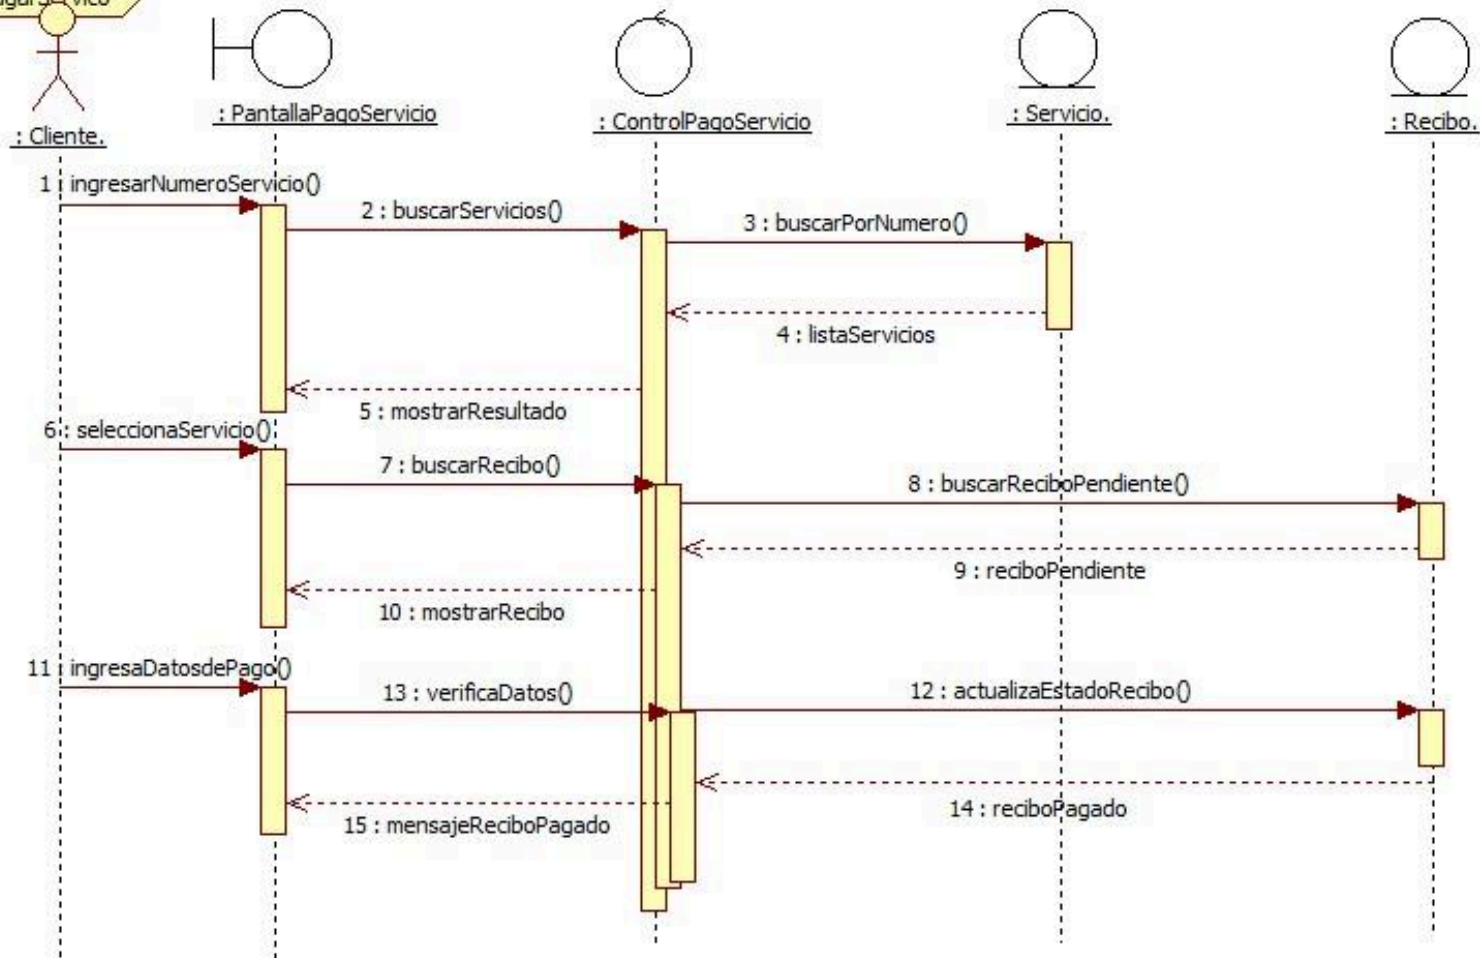 : Cliente.
: PantallaPagoServicio
: ControlPagoServicio
: Servicio.
: Recibo.
1 : ingresarNumeroServicio()
2 : buscarServicios()
3 : buscarPorNumero()
4 : listaServicios
5 : mostrarResultado
6 : seleccionaServicio()
7 : buscarRecibo()
8 : buscarReciboPendiente()
9 : reciboPendiente
10 : mostrarRecibo
11 : ingresaDatosdePago()
13 : verificaDatos()
12 : actualizaEstadoRecibo()
14 : reciboPagado
15 : mensajeReciboPagado